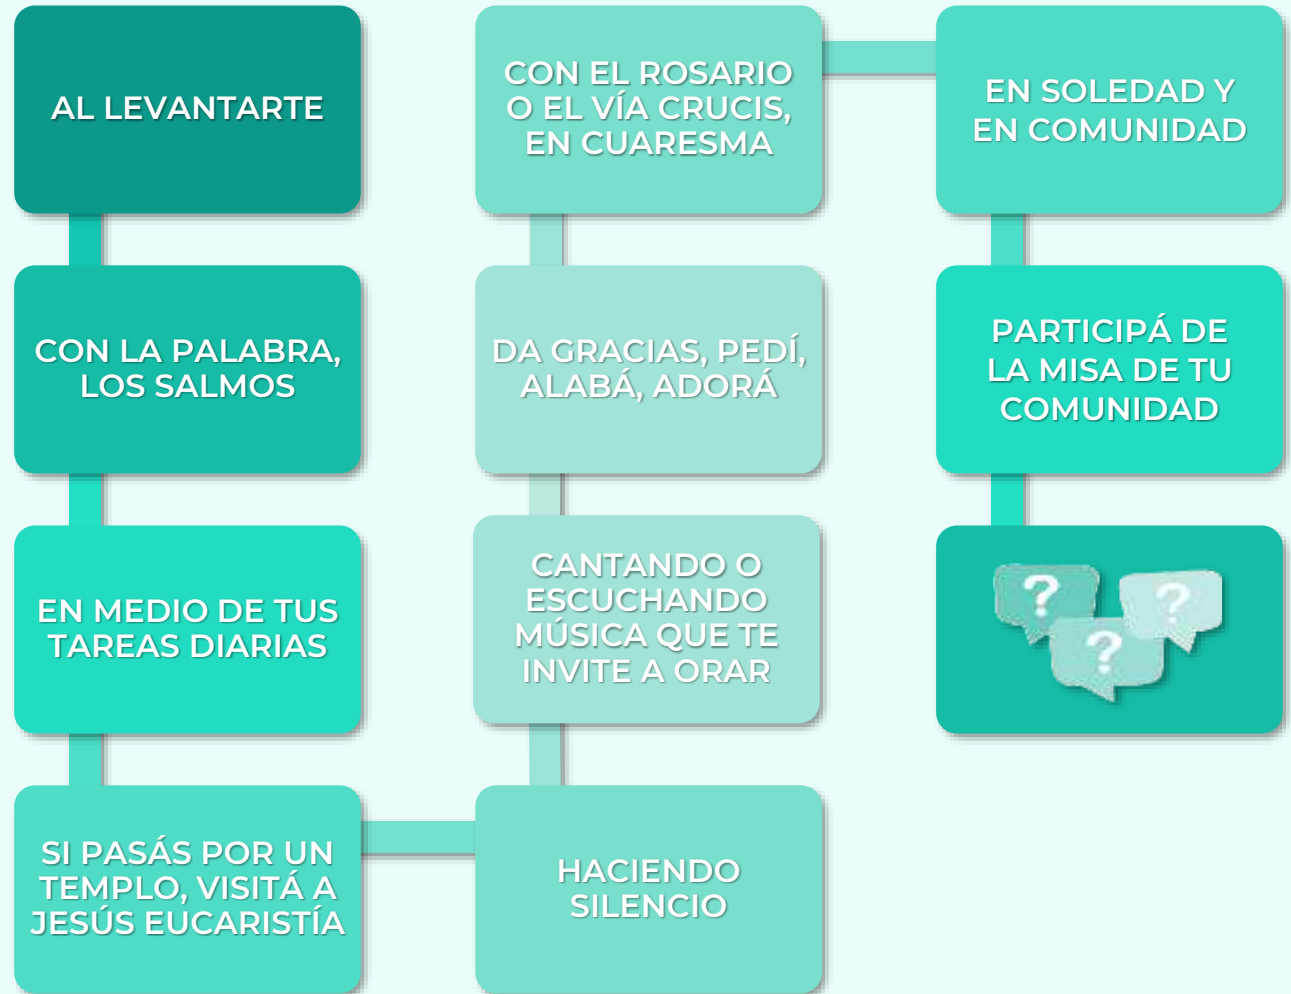 AL LEVANTARTE
CON LA PALABRA,
LOS SALMOS
EN MEDIO DE TUS
TAREAS DIARIAS
SI PASÁS POR UN
TEMPLO, VISITÁ A
JESÚS EUCARISTÍA
HACIENDO
SILENCIO
CANTANDO O
ESCUCHANDO
MÚSICA QUE TE
INVITE A ORAR
DA GRACIAS, PEDÍ,
ALABÁ, ADORÁ
CON EL ROSARIO
O EL VÍA CRUCIS,
EN CUARESMA
EN SOLEDAD Y
EN COMUNIDAD
PARTICIPÁ DE
LA MISA DE TU
COMUNIDAD
? ? ?